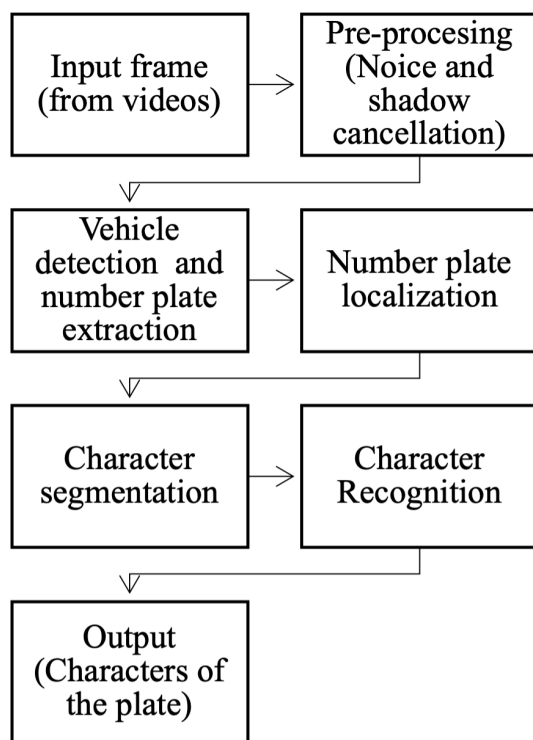 Input frame
(from videos)
Pre-procesing
(Noice and
shadow
cancellation)
Vehicle
detection and
number plate
extraction
Number plate
localization
Character
segmentation
Character
Recognition
Output
(Characters of
the plate)